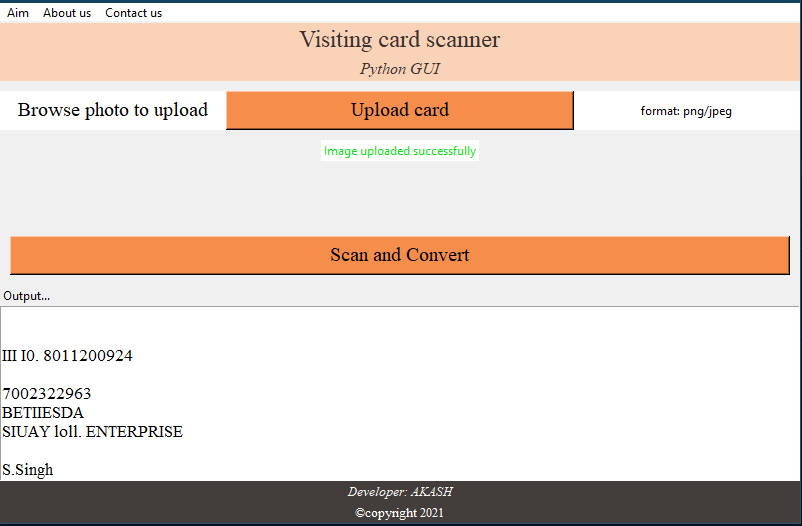 Aim About us Contact us
Visiting card scanner
Python GUI
Browse photo to upload Upload card format: png/jpeg
Image uploaded successfully
Scan and Convert
Output...
III I0. 8011200924
7002322963
BETIIESDA
SIUAY loll. ENTERPRISE
S.Singh
Developer: AKASH
©copyright 2021